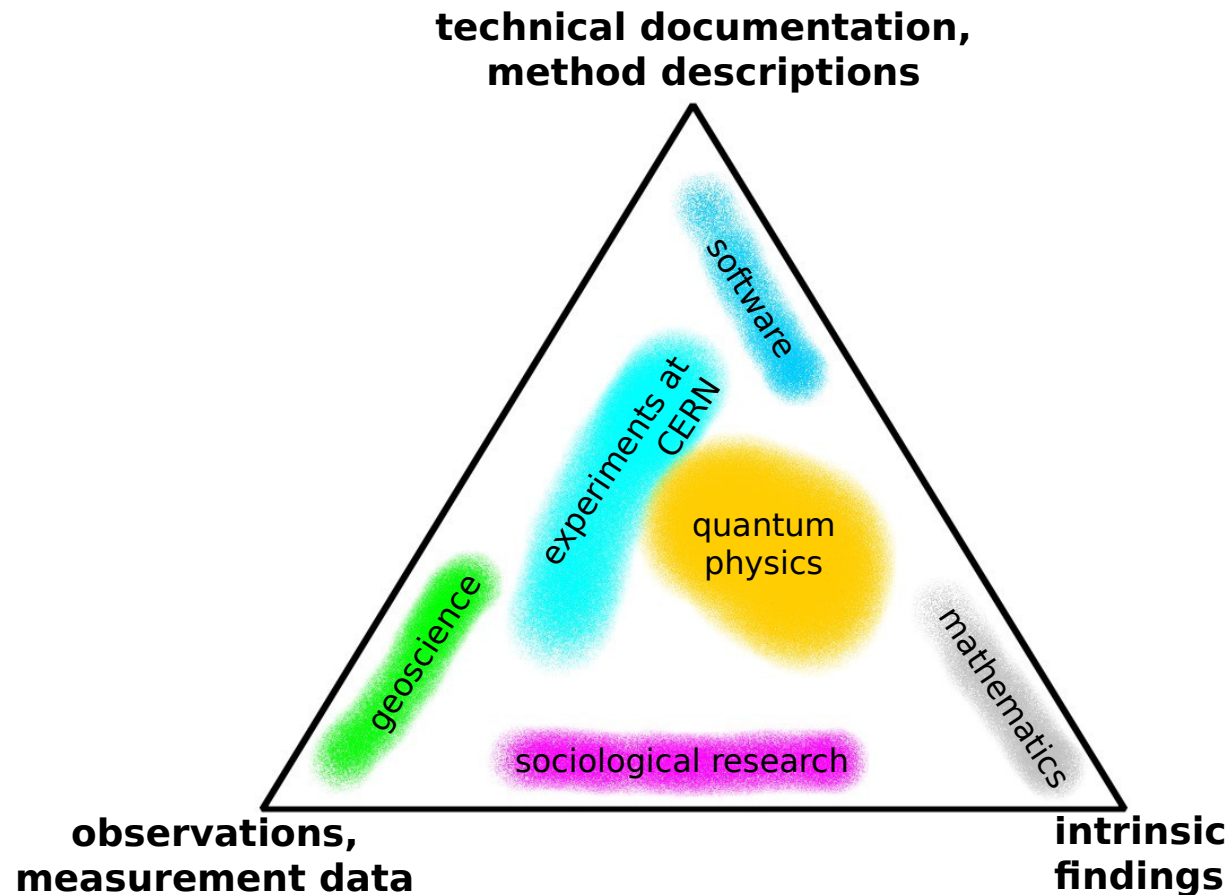 technical documentation,
method descriptions
software
experiments at
CERN
quantum
physics
geoscience
mathematics
sociological research
observations,
measurement data
intrinsic
findings